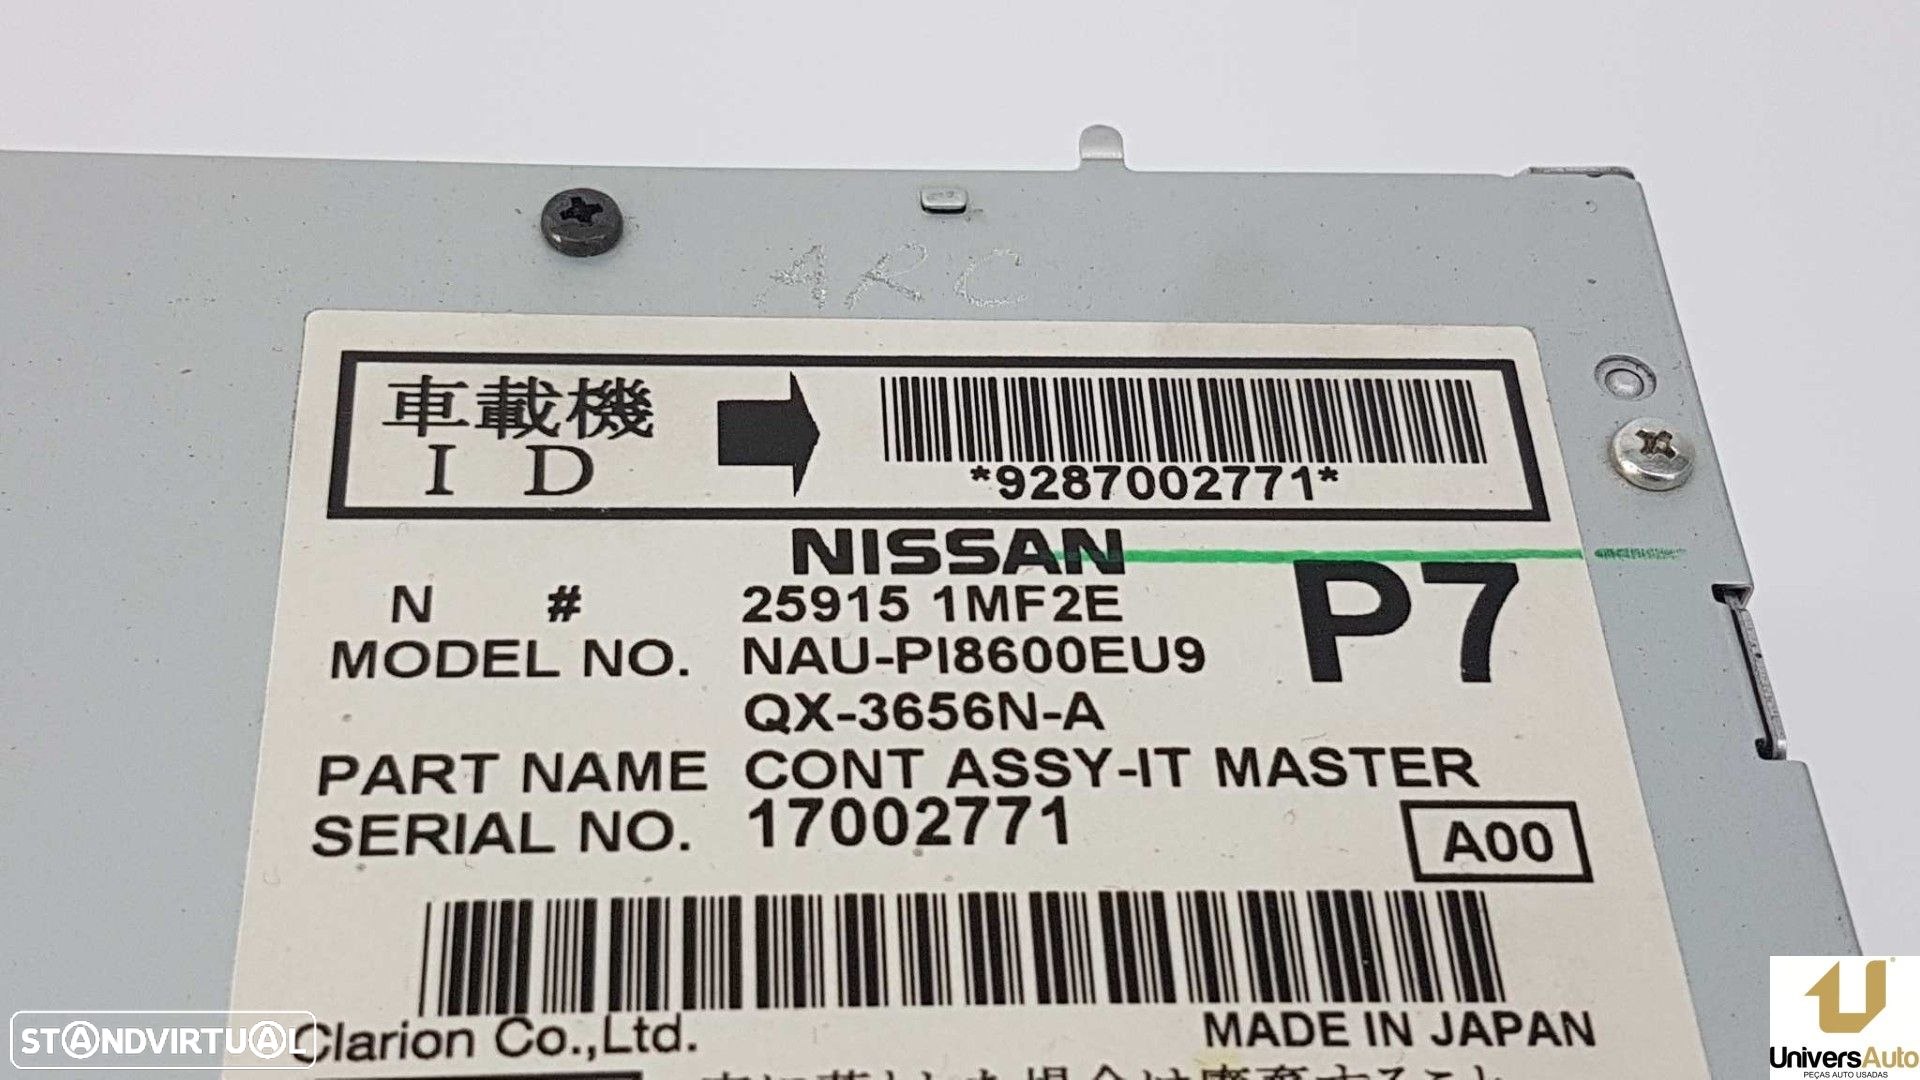 ARC
車載機
ID
*9287002771*
NISSAN
N # 25915 1MF2E
P7
MODEL NO. NAU-PI8600EU9
QX-3656N-A
PART NAME CONT ASSY-IT MASTER
SERIAL NO. 17002771
A00
Clarion Co.,Ltd.
MADE IN JAPAN
STANDVIRTUAL
UniversAuto
PEÇAS AUTO USADAS